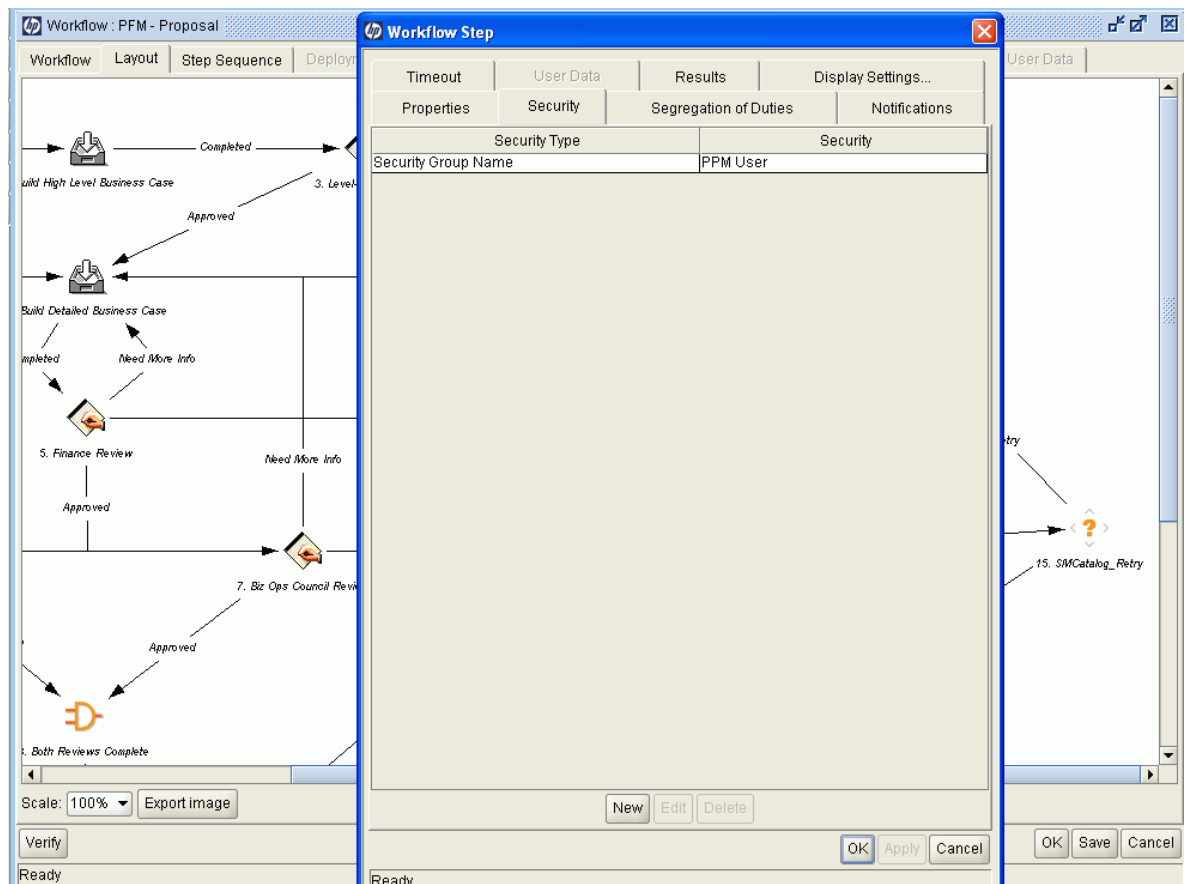 hp Workflow : PFM - Proposal
Workflow Layout Step Sequence
User Data
Completed
uild High Level Business Case
3. Level-
Approved
Build Detailed Business Case
mpleted
Need More Info
5. Finance Review
Need More Info
Approved
7. Biz Ops Council Revie
Approved
. Both Reviews Complete
Scale: 100% Export image
Verify
Ready
hp Workflow Step
Timeout User Data Results Display Settings...
Properties Security Segregation of Duties Notifications
Security Type Security
Security Group Name PPM User
New Edit Delete
OK Apply Cancel
Ready
etry
?
15. SMCatalog_Retry
OK Save Cancel